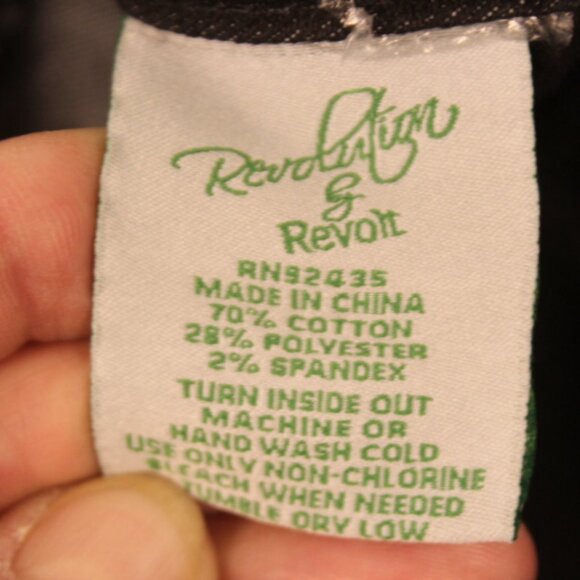 Revolution
&
Revolt
RN92435
MADE IN CHINA
70% COTTON
28% POLYESTER
2% SPANDEX
TURN INSIDE OUT
MACHINE OR
HAND WASH COLD
USE ONLY NON-CHLORINE
BLEACH WHEN NEEDED
TUMBLE DRY LOW